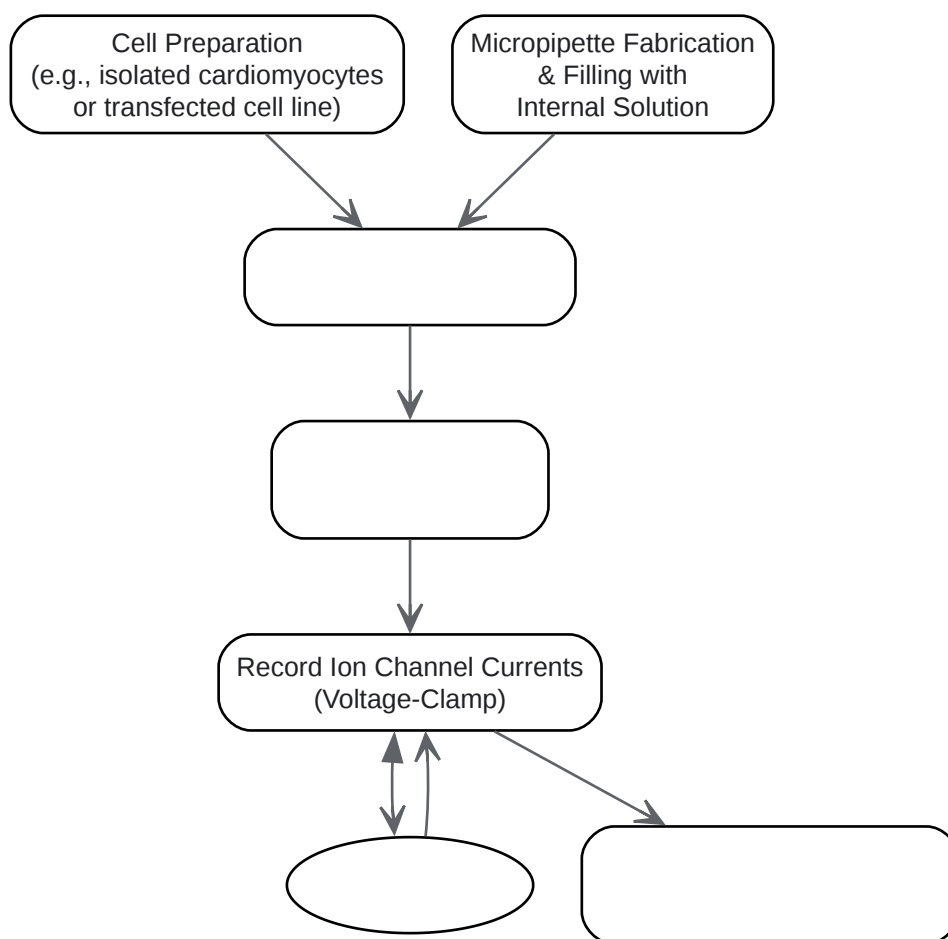 Cell Preparation
(e.g., isolated cardiomyocytes
or transfected cell line)
Micropipette Fabrication
& Filling with
Internal Solution
Record Ion Channel Currents
(Voltage-Clamp)